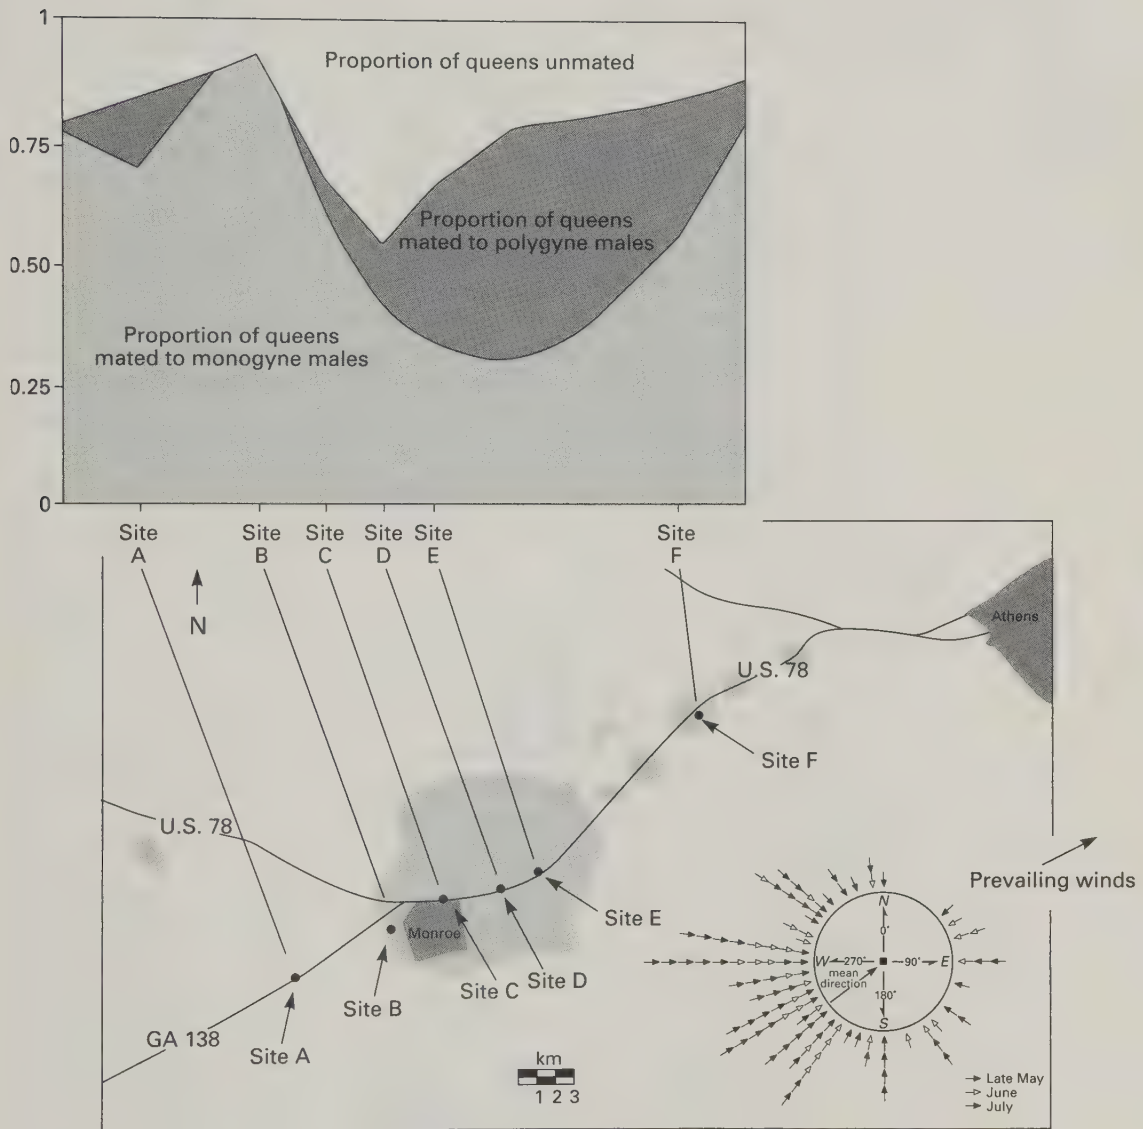 1
Proportion of queens unmated
0.75
Proportion of queens
mated to polygyne males
0.50
Proportion of queens
mated to monogyne males
0.25
0
Site
A
Site
B
Site
C
Site
D
Site
E
Site
F
N
Athens
U.S. 78
Site F
U.S. 78
Prevailing winds
Monroe
Site E
Site D
Site C
Site B
Site A
GA 138
N
0°
W
270°
90°
E
mean
direction
180°
S
km
1 2 3
Late May
June
July